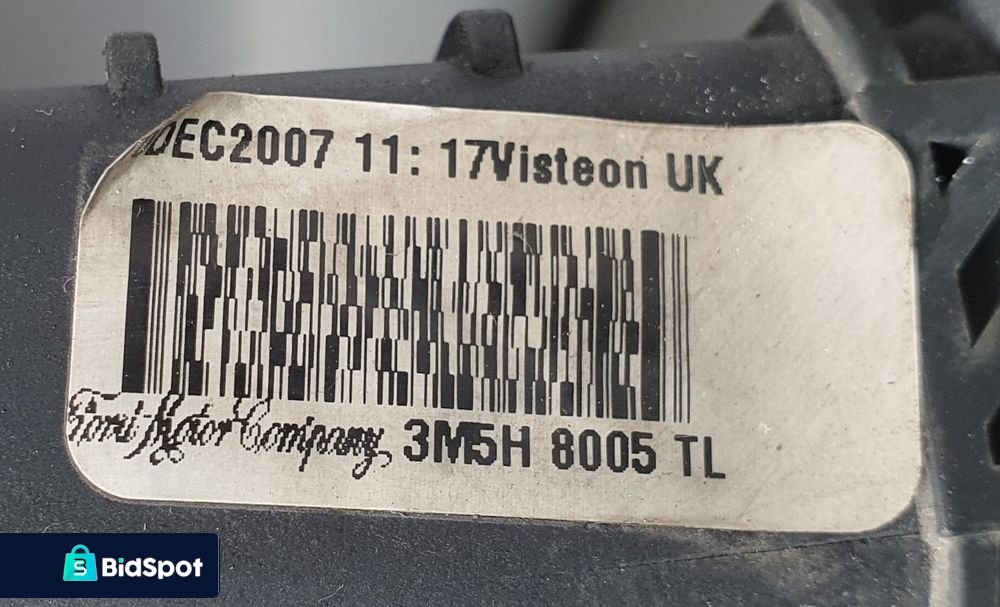 DEC2007 11:17Visteon UK
Ford Motor Company, 3M5H 8005 TL
BidSpot